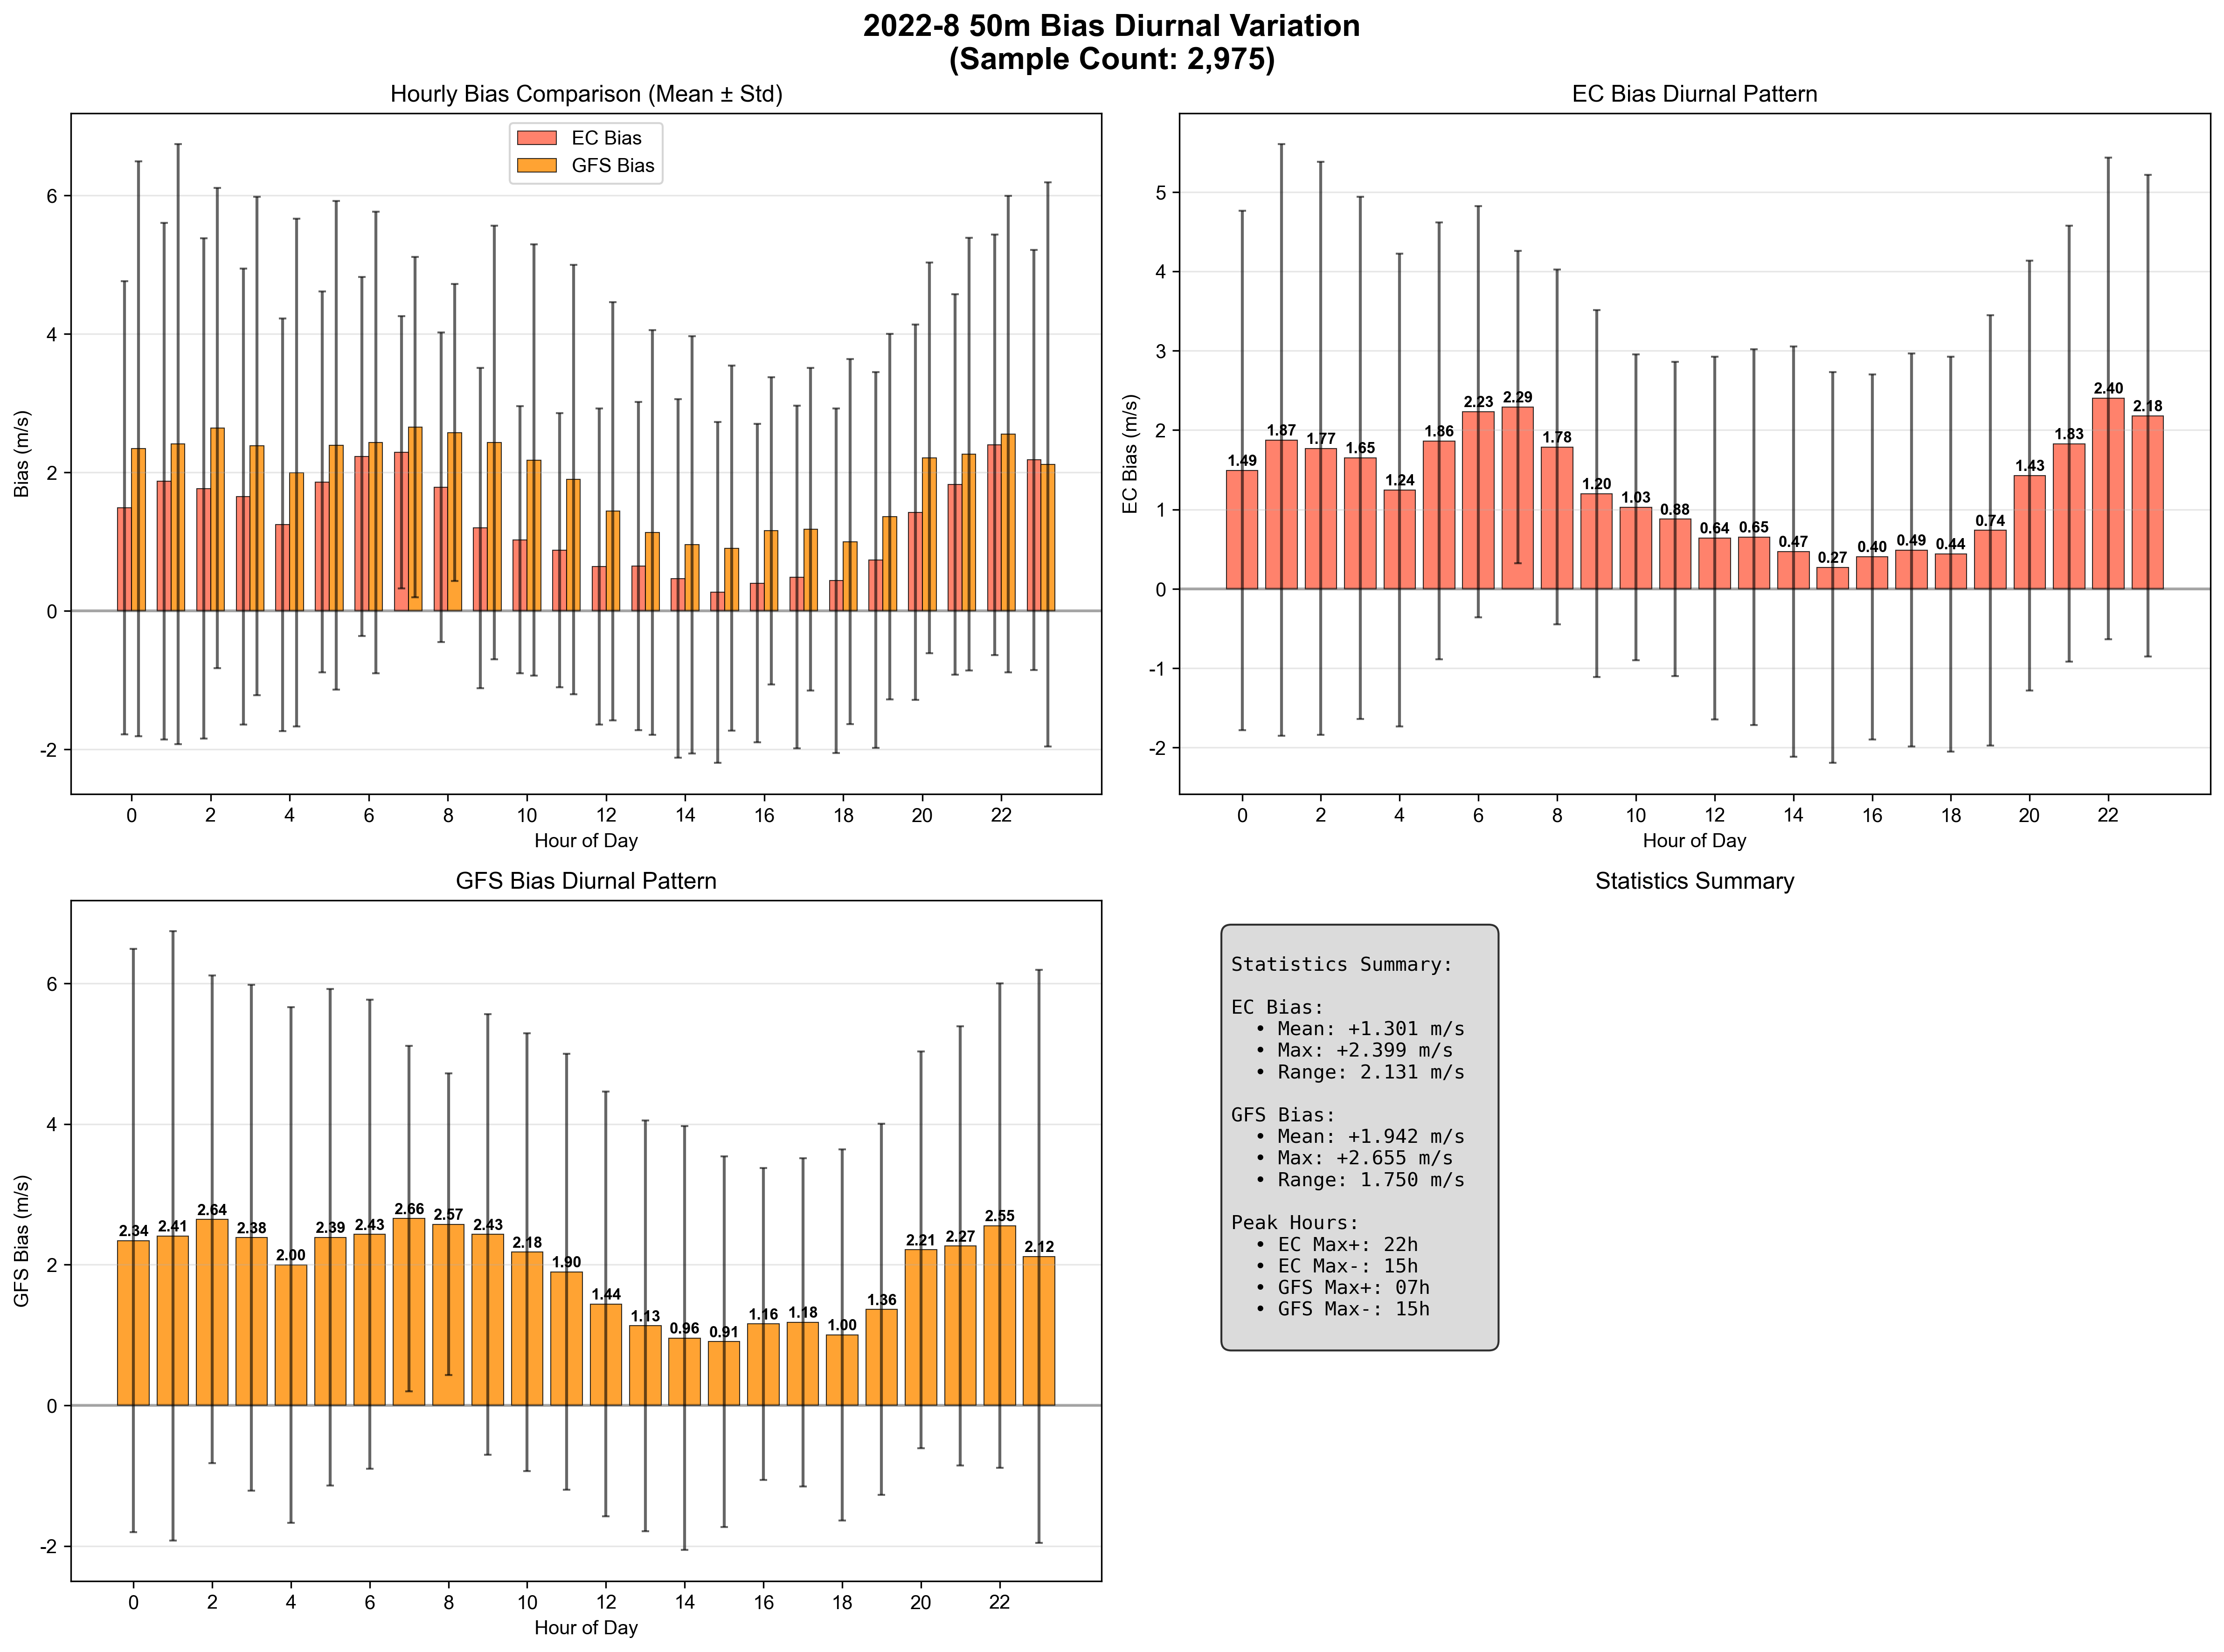 2022-8 50m Bias Diurnal Variation
(Sample Count: 2,975)
Hourly Bias Comparison (Mean ± Std)
EC Bias
GFS Bias
Bias (m/s)
6
4
2
0
-2
0 2 4 6 8 10 12 14 16 18 20 22
Hour of Day
EC Bias Diurnal Pattern
EC Bias (m/s)
5
4
3
2
1
0
-1
-2
1.49 1.87 1.77 1.65 1.24 1.86 2.23 2.29 1.78 1.20 1.03 0.88 0.64 0.65 0.47 0.27 0.40 0.49 0.44 0.74 1.43 1.83 2.40 2.18
0 2 4 6 8 10 12 14 16 18 20 22
Hour of Day
GFS Bias Diurnal Pattern
GFS Bias (m/s)
6
4
2
0
-2
2.34 2.41 2.64 2.38 2.00 2.39 2.43 2.66 2.57 2.43 2.18 1.90 1.44 1.13 0.96 0.91 1.16 1.18 1.00 1.36 2.21 2.27 2.55 2.12
0 2 4 6 8 10 12 14 16 18 20 22
Hour of Day
Statistics Summary
Statistics Summary:
EC Bias:
• Mean: +1.301 m/s
• Max: +2.399 m/s
• Range: 2.131 m/s
GFS Bias:
• Mean: +1.942 m/s
• Max: +2.655 m/s
• Range: 1.750 m/s
Peak Hours:
• EC Max+: 22h
• EC Max-: 15h
• GFS Max+: 07h
• GFS Max-: 15h